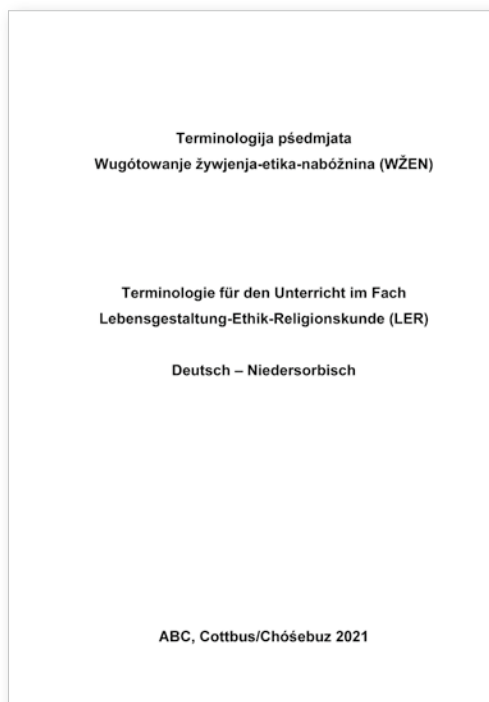 Terminologija pśedmjata
Wugótowanje žywjenja-etika-nabóžnina (WŽEN)
Terminologie für den Unterricht im Fach
Lebensgestaltung-Ethik-Religionskunde (LER)
Deutsch – Niedersorbisch
ABC, Cottbus/Chóśebuz 2021